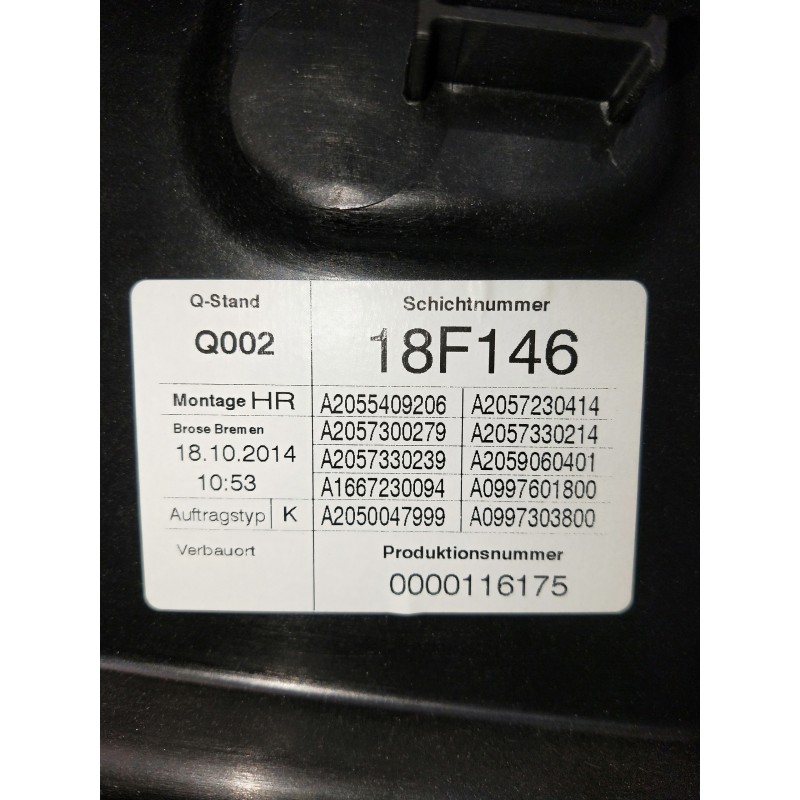 Q-Stand Schichtnummer
Q002 18F146
Montage HR A2055409206 A2057230414
Brose Bremen A2057300279 A2057330214
18.10.2014 A2057330239 A2059060401
10:53 A1667230094 A0997601800
Auftragstyp K A2050047999 A0997303800
Verbauort Produktionsnummer
0000116175